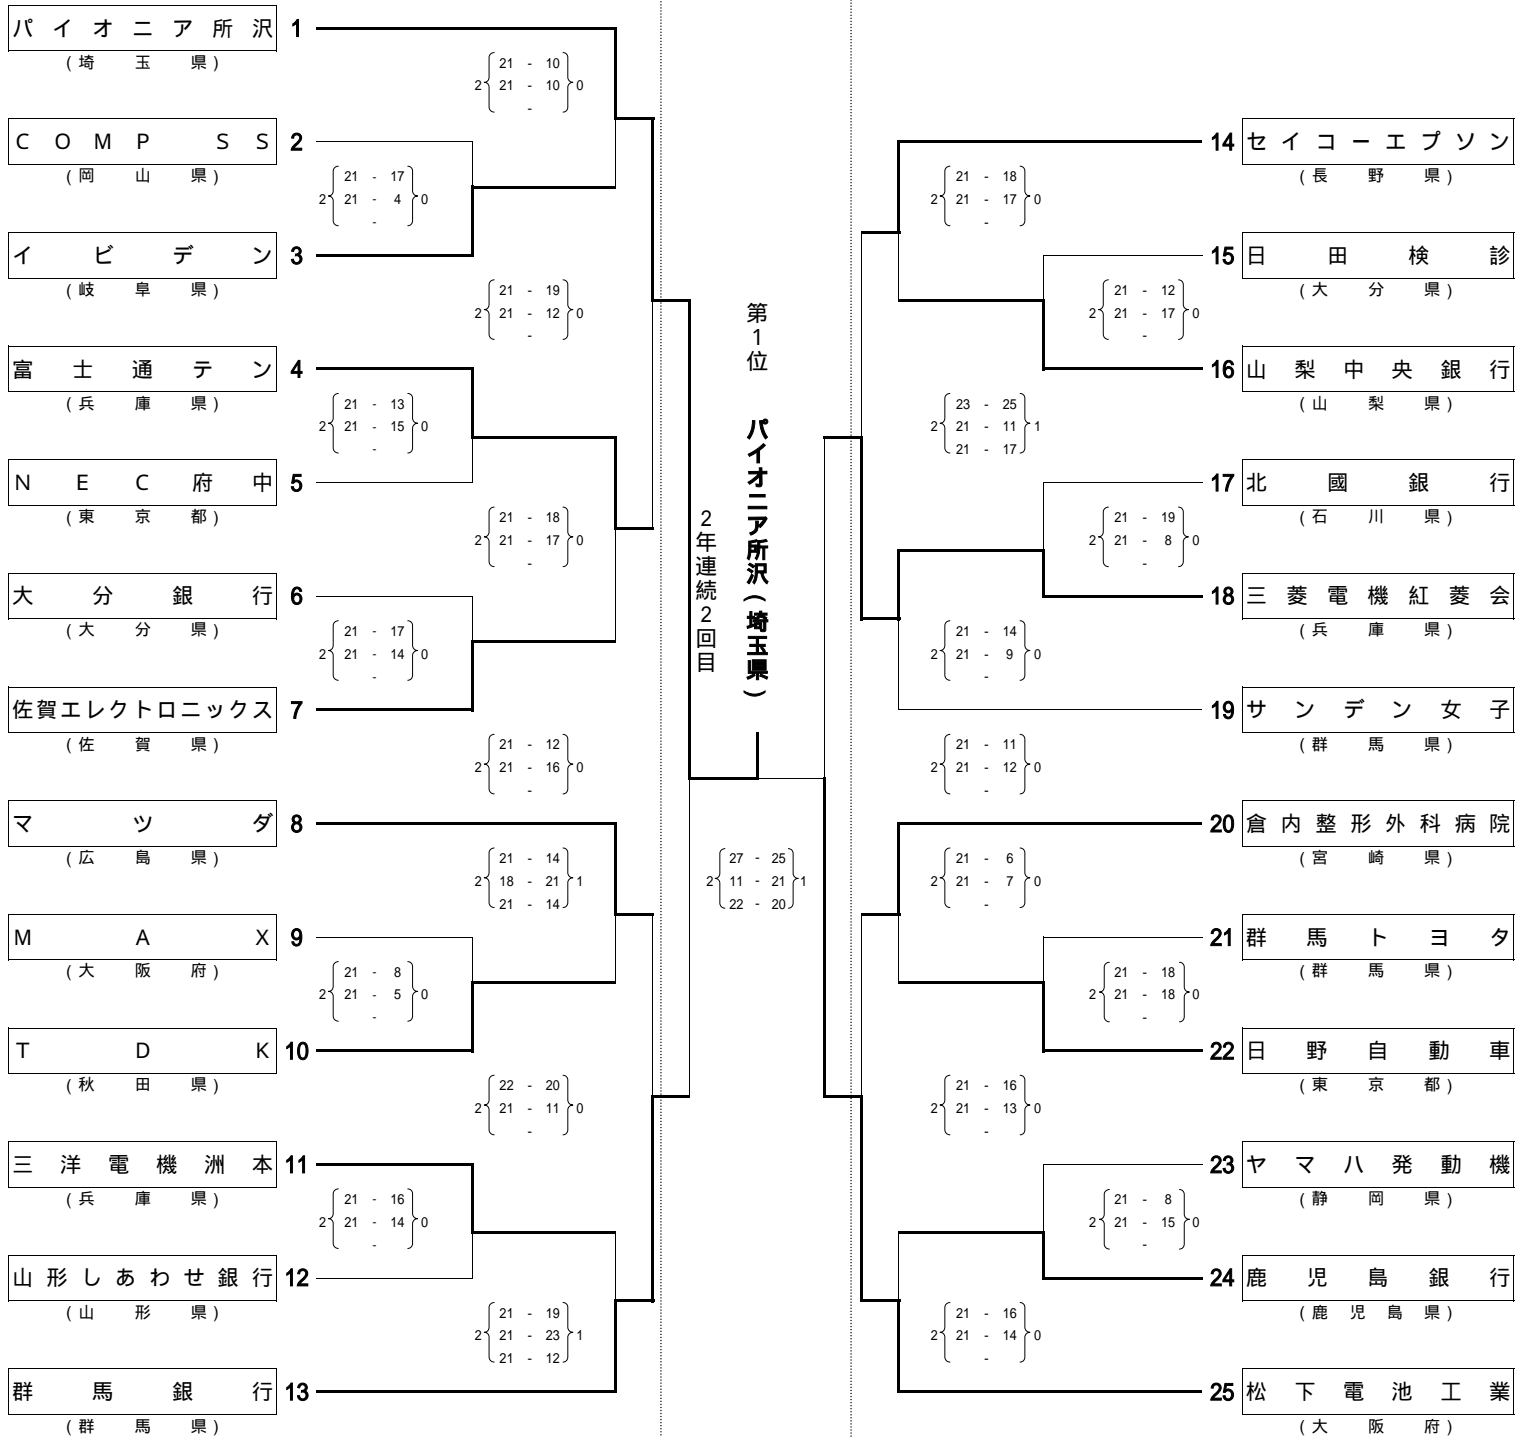 パイオニア所沢 1
(埼玉県)
2 21 - 10 0
21 - 10
-
COMP SS 2
(岡山県)
2 21 - 17 0
21 - 4
-
イビデン 3
(岐阜県)
2 21 - 19 0
21 - 12
-
富士通テン 4
(兵庫県)
2 21 - 13 0
21 - 15
-
NEC府中 5
(東京都)
2 21 - 18 0
21 - 17
-
大分銀行 6
(大分県)
2 21 - 17 0
21 - 14
-
佐賀エレクトロニックス 7
(佐賀県)
2 21 - 12 0
21 - 16
-
マツダ 8
(広島県)
2 21 - 14 1
18 - 21
21 - 14
MAX 9
(大阪府)
2 21 - 8 0
21 - 5
-
TDK 10
(秋田県)
2 22 - 20 0
21 - 11
-
三洋電機洲本 11
(兵庫県)
2 21 - 16 0
21 - 14
-
山形しあわせ銀行 12
(山形県)
2 21 - 19 1
21 - 23
21 - 12
群馬銀行 13
(群馬県)
第1位 パイオニア所沢(埼玉県)
2年連続2回目
2 27 - 25 1
11 - 21
22 - 20
14 セイコーエプソン
(長野県)
2 21 - 18 0
21 - 17
-
15 日田検診
(大分県)
2 21 - 12 0
21 - 17
-
16 山梨中央銀行
(山梨県)
2 23 - 25 1
21 - 11
21 - 17
17 北國銀行
(石川県)
2 21 - 19 0
21 - 8
-
18 三菱電機紅菱会
(兵庫県)
2 21 - 14 0
21 - 9
-
19 サンデン女子
(群馬県)
2 21 - 11 0
21 - 12
-
20 倉内整形外科病院
(宮崎県)
2 21 - 6 0
21 - 7
-
21 群馬トヨタ
(群馬県)
2 21 - 18 0
21 - 18
-
22 日野自動車
(東京都)
2 21 - 16 0
21 - 13
-
23 ヤマハ発動機
(静岡県)
2 21 - 8 0
21 - 15
-
24 鹿児島銀行
(鹿児島県)
2 21 - 16 0
21 - 14
-
25 松下電池工業
(大阪府)